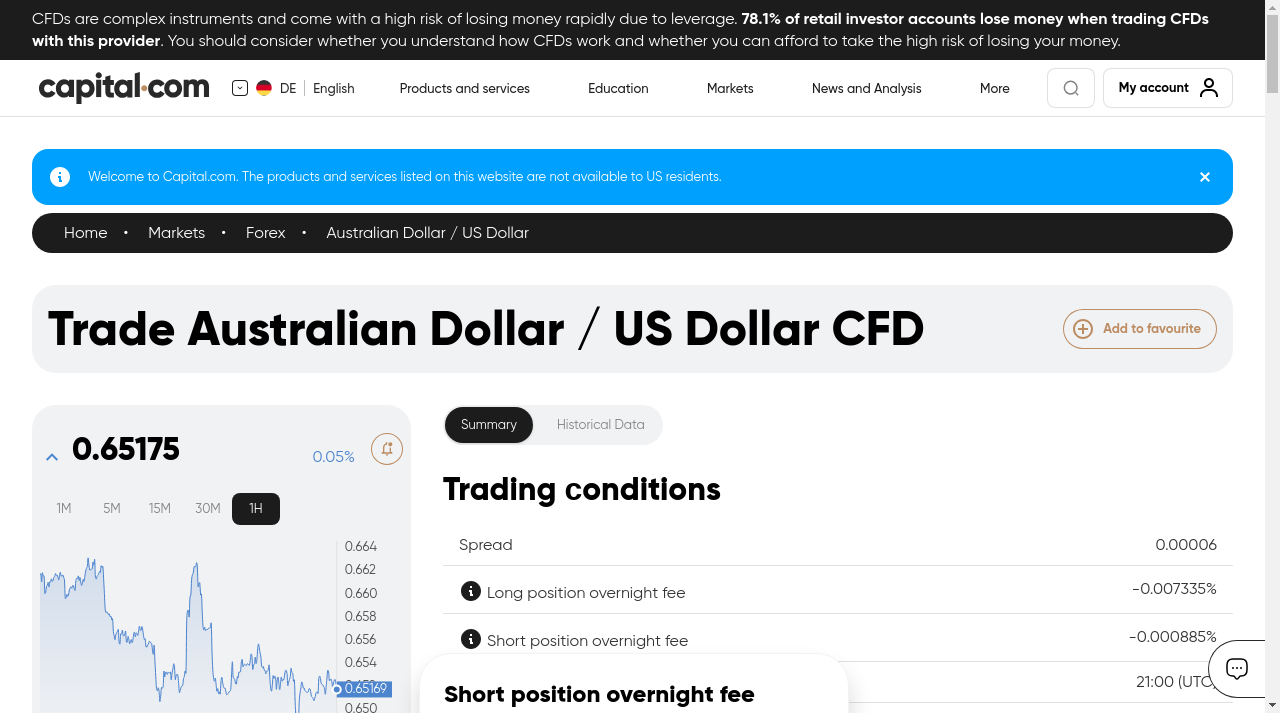 CFDs are complex instruments and come with a high risk of losing money rapidly due to leverage. 78.1% of retail investor accounts lose money when trading CFDs
with this provider. You should consider whether you understand how CFDs work and whether you can afford to take the high risk of losing your money.
capital.com
DE
English
Products and services
Education
Markets
News and Analysis
More
My account
Welcome to Capital.com. The products and services listed on this website are not available to US residents.
Home • Markets • Forex • Australian Dollar / US Dollar
Trade Australian Dollar / US Dollar CFD
Add to favourite
0.65175
0.05%
1M 5M 15M 30M 1H
0.664
0.662
0.660
0.658
0.656
0.654
0.65169
0.650
Summary
Historical Data
Trading conditions
Spread 0.00006
Long position overnight fee -0.007335%
Short position overnight fee -0.000885%
21:00 (UTC)
Short position overnight fee